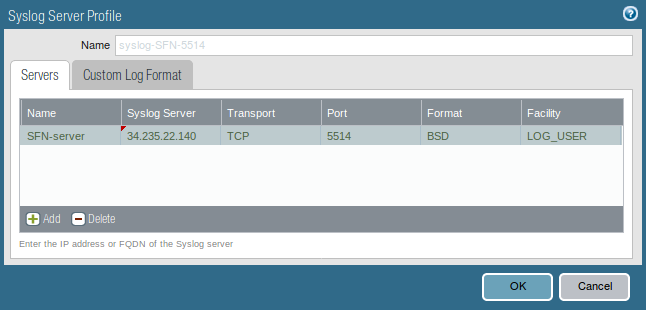 Syslog Server Profile
Name syslog-SFN-5514
Servers Custom Log Format
Name Syslog Server Transport Port Format Facility
SFN-server 34.235.22.140 TCP 5514 BSD LOG_USER
Add Delete
Enter the IP address or FQDN of the Syslog server
OK Cancel